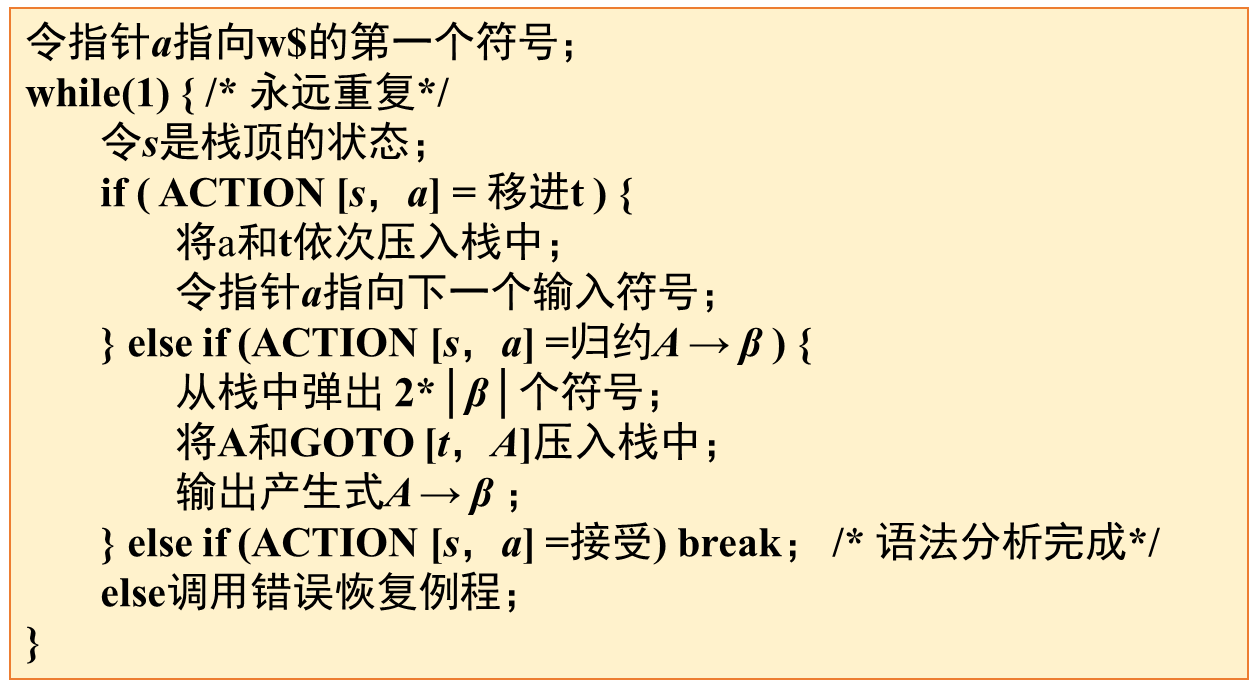 令指针a指向w$的第一个符号；
while(1) { /* 永远重复*/
令s是栈顶的状态；
if ( ACTION [s，a] = 移进t ) {
将a和t依次压入栈中；
令指针a指向下一个输入符号；
} else if (ACTION [s，a] =归约A → β ) {
从栈中弹出 2*│β│个符号；
将A和GOTO [t，A]压入栈中；
输出产生式A → β ；
} else if (ACTION [s，a] =接受) break； /* 语法分析完成*/
else调用错误恢复例程；
}